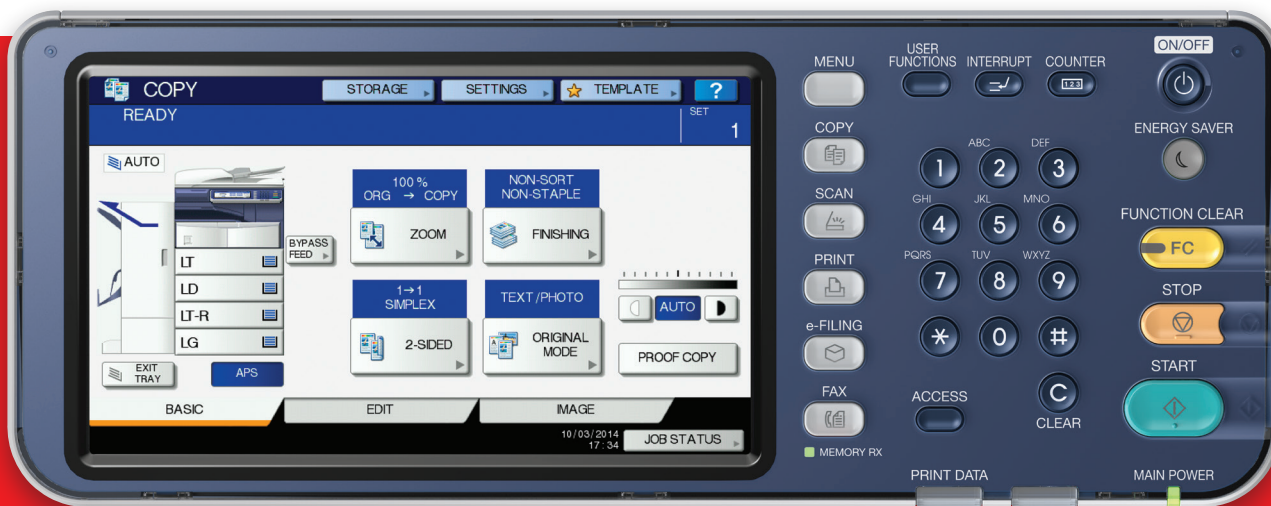 COPY
STORAGE
SETTINGS
TEMPLATE
?
READY
SET
1
AUTO
100%
ORG → COPY
ZOOM
NON-SORT
NON-STAPLE
FINISHING
BYPASS
FEED
LT
LD
LT-R
LG
1→1
SIMPLEX
2-SIDED
TEXT/PHOTO
ORIGINAL
MODE
AUTO
PROOF COPY
EXIT
TRAY
APS
BASIC
EDIT
IMAGE
10/03/2014
17:34
JOB STATUS
MENU
COPY
SCAN
PRINT
e-FILING
FAX
MEMORY RX
USER
FUNCTIONS
INTERRUPT
COUNTER
123
ABC
DEF
1
2
3
GHI
JKL
MNO
4
5
6
PQRS
TUV
WXYZ
7
8
9
*
0
#
ACCESS
C
CLEAR
PRINT DATA
ON/OFF
ENERGY SAVER
FUNCTION CLEAR
FC
STOP
START
MAIN POWER